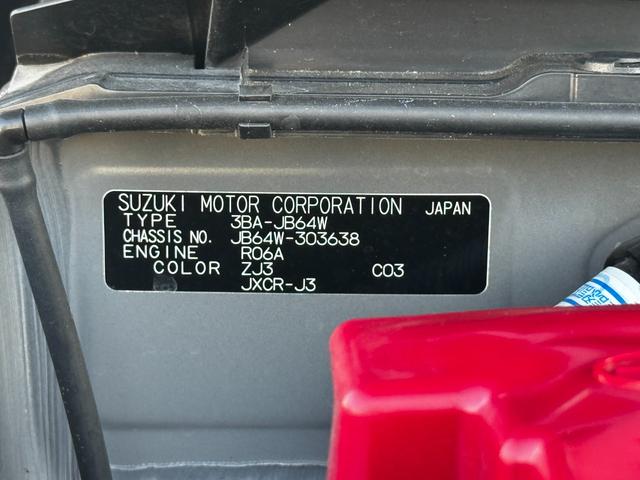 SUZUKI MOTOR CORPORATION JAPAN
TYPE 3BA-JB64W
CHASSIS NO. JB64W-303638
ENGINE R06A
COLOR ZJ3 C03
JXCR-J3